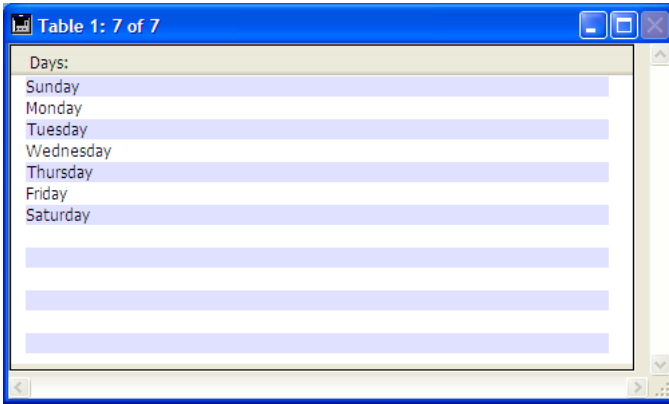 Table 1: 7 of 7
Days:
Sunday
Monday
Tuesday
Wednesday
Thursday
Friday
Saturday